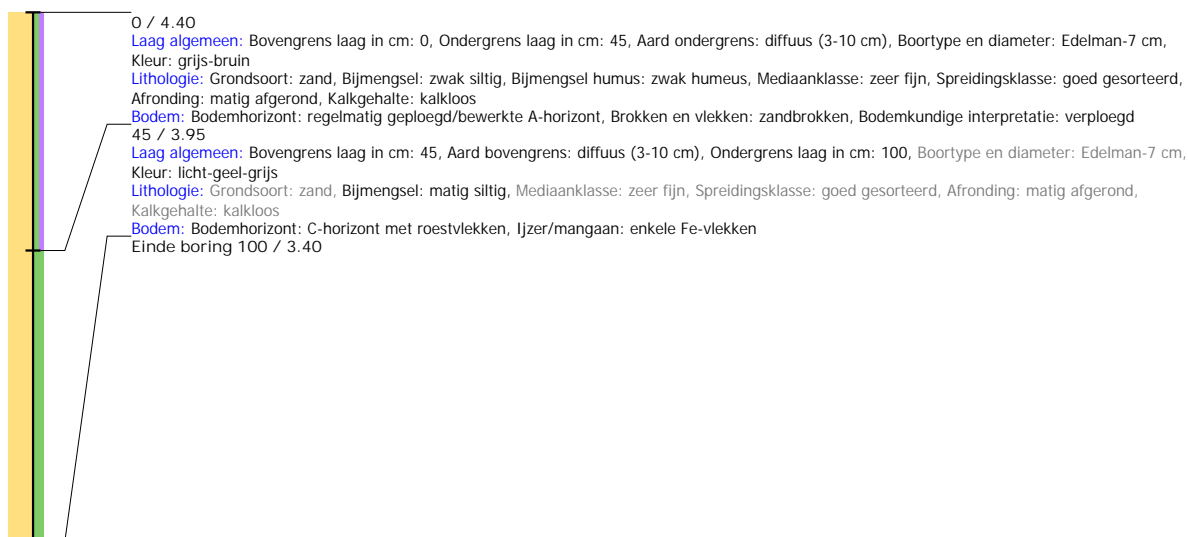 0 / 4.40
Laag algemeen: Bovengrens laag in cm: 0, Ondergrens laag in cm: 45, Aard ondergrens: diffuus (3-10 cm), Boortype en diameter: Edelman-7 cm,
Kleur: grijs-bruin
Lithologie: Grondsoort: zand, Bijmengsel: zwak siltig, Bijmengsel humus: zwak humeus, Mediaanklasse: zeer fijn, Spreidingsklasse: goed gesorteerd,
Afronding: matig afgerond, Kalkgehalte: kalkloos
Bodem: Bodemhorizont: regelmatig geploegd/bewerkte A-horizont, Brokken en vlekken: zandbrokken, Bodemkundige interpretatie: verploegd
45 / 3.95
Laag algemeen: Bovengrens laag in cm: 45, Aard bovengrens: diffuus (3-10 cm), Ondergrens laag in cm: 100, Boortype en diameter: Edelman-7 cm,
Kleur: licht-geel-grijs
Lithologie: Grondsoort: zand, Bijmengsel: matig siltig, Mediaanklasse: zeer fijn, Spreidingsklasse: goed gesorteerd, Afronding: matig afgerond,
Kalkgehalte: kalkloos
Bodem: Bodemhorizont: C-horizont met roestvlekken, Ijzer/mangaan: enkele Fe-vlekken
Einde boring 100 / 3.40